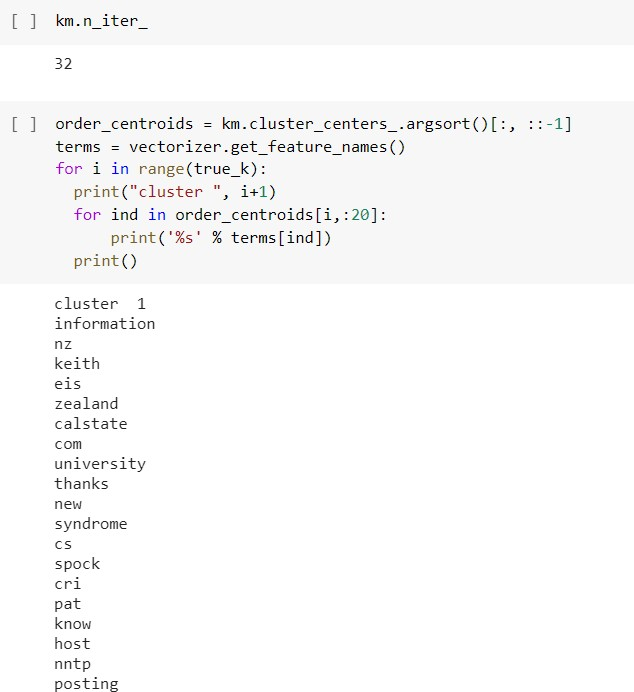 [ ] km.n_iter_
32
[ ] order_centroids = km.cluster_centers_.argsort()[:, ::-1]
terms = vectorizer.get_feature_names()
for i in range(true_k):
  print("cluster ", i+1)
  for ind in order_centroids[i,:20]:
      print('%s' % terms[ind])
  print()
cluster  1
information
nz
keith
eis
zealand
calstate
com
university
thanks
new
syndrome
cs
spock
cri
pat
know
host
nntp
posting